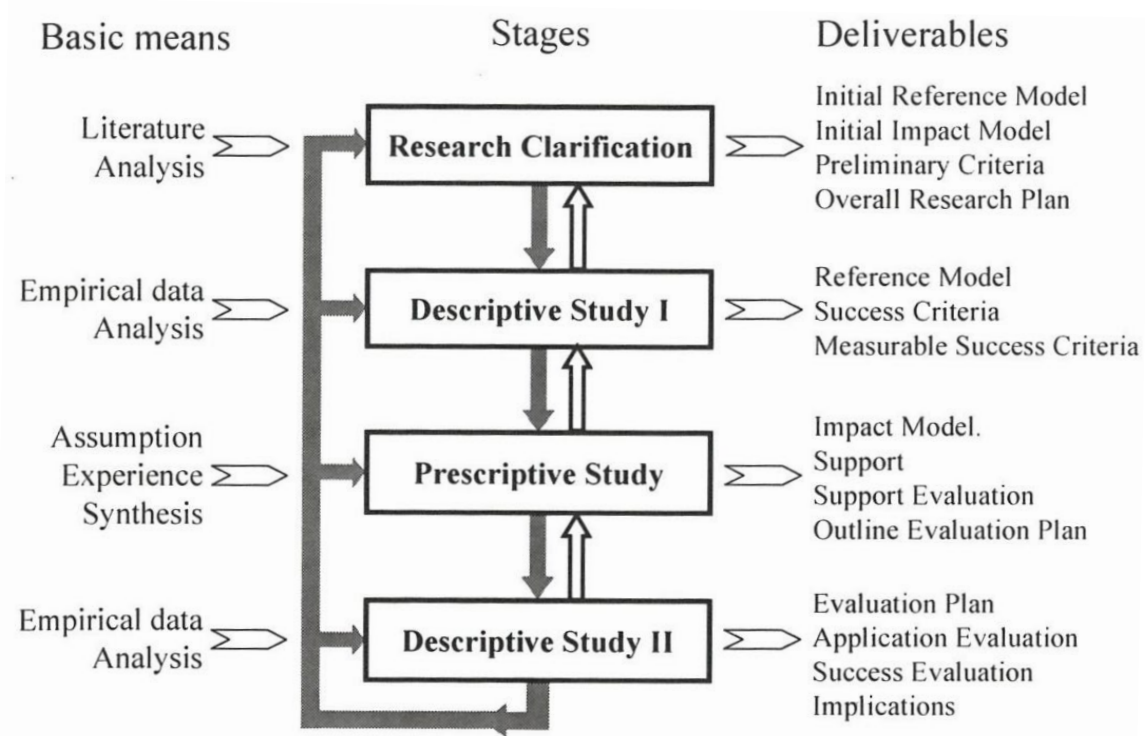 Basic means
Stages
Deliverables
Literature
Analysis
Research Clarification
Initial Reference Model
Initial Impact Model
Preliminary Criteria
Overall Research Plan
Empirical data
Analysis
Descriptive Study I
Reference Model
Success Criteria
Measurable Success Criteria
Assumption
Experience
Synthesis
Prescriptive Study
Impact Model.
Support
Support Evaluation
Outline Evaluation Plan
Empirical data
Analysis
Descriptive Study II
Evaluation Plan
Application Evaluation
Success Evaluation
Implications